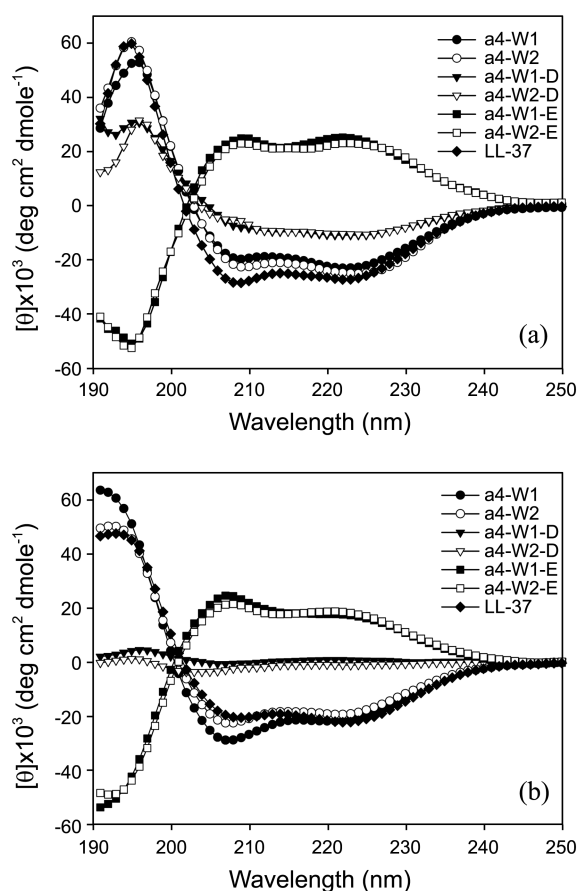 60
40
20
0
-20
-40
-60
[θ]x10³ (deg cm² dmole⁻¹)
a4-W1
a4-W2
a4-W1-D
a4-W2-D
a4-W1-E
a4-W2-E
LL-37
(a)
190 200 210 220 230 240 250
Wavelength (nm)
60
40
20
0
-20
-40
-60
[θ]x10³ (deg cm² dmole⁻¹)
a4-W1
a4-W2
a4-W1-D
a4-W2-D
a4-W1-E
a4-W2-E
LL-37
(b)
190 200 210 220 230 240 250
Wavelength (nm)